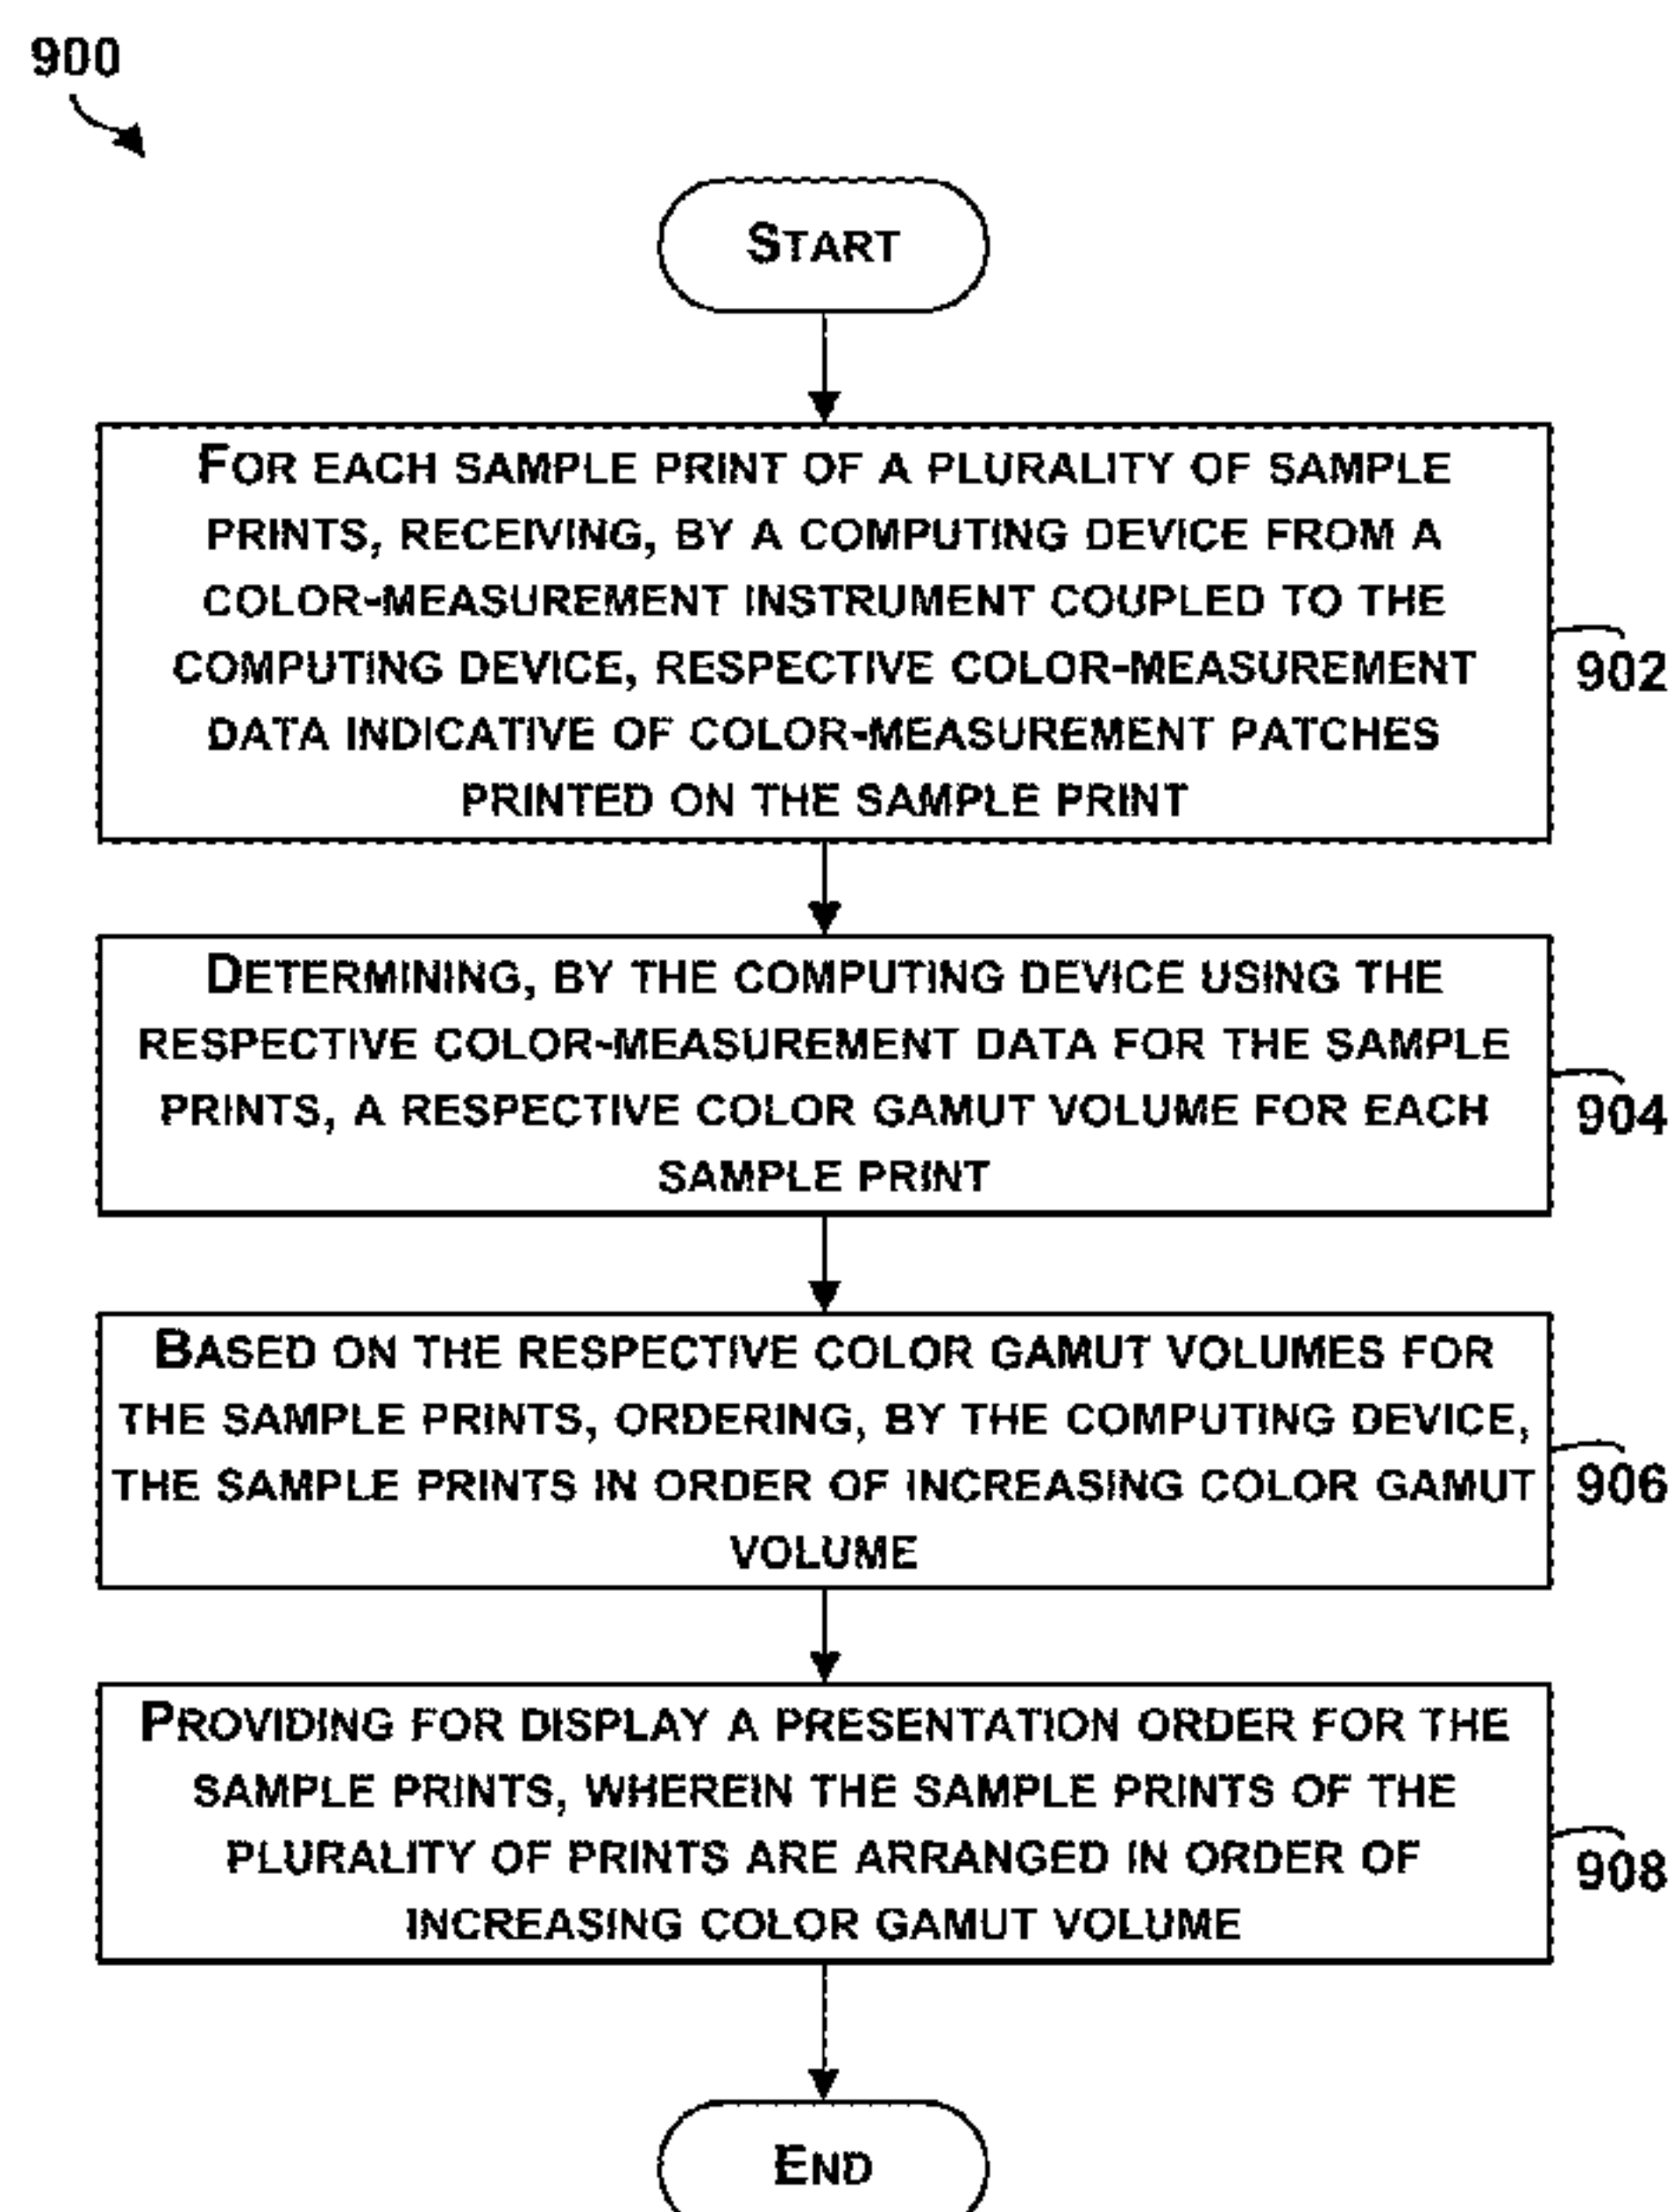 900
START
FOR EACH SAMPLE PRINT OF A PLURALITY OF SAMPLE
PRINTS, RECEIVING, BY A COMPUTING DEVICE FROM A
COLOR-MEASUREMENT INSTRUMENT COUPLED TO THE
COMPUTING DEVICE, RESPECTIVE COLOR-MEASUREMENT
DATA INDICATIVE OF COLOR-MEASUREMENT PATCHES
PRINTED ON THE SAMPLE PRINT
902
DETERMINING, BY THE COMPUTING DEVICE USING THE
RESPECTIVE COLOR-MEASUREMENT DATA FOR THE SAMPLE
PRINTS, A RESPECTIVE COLOR GAMUT VOLUME FOR EACH
SAMPLE PRINT
904
BASED ON THE RESPECTIVE COLOR GAMUT VOLUMES FOR
THE SAMPLE PRINTS, ORDERING, BY THE COMPUTING DEVICE,
THE SAMPLE PRINTS IN ORDER OF INCREASING COLOR GAMUT
VOLUME
906
PROVIDING FOR DISPLAY A PRESENTATION ORDER FOR THE
SAMPLE PRINTS, WHEREIN THE SAMPLE PRINTS OF THE
PLURALITY OF PRINTS ARE ARRANGED IN ORDER OF
INCREASING COLOR GAMUT VOLUME
908
END